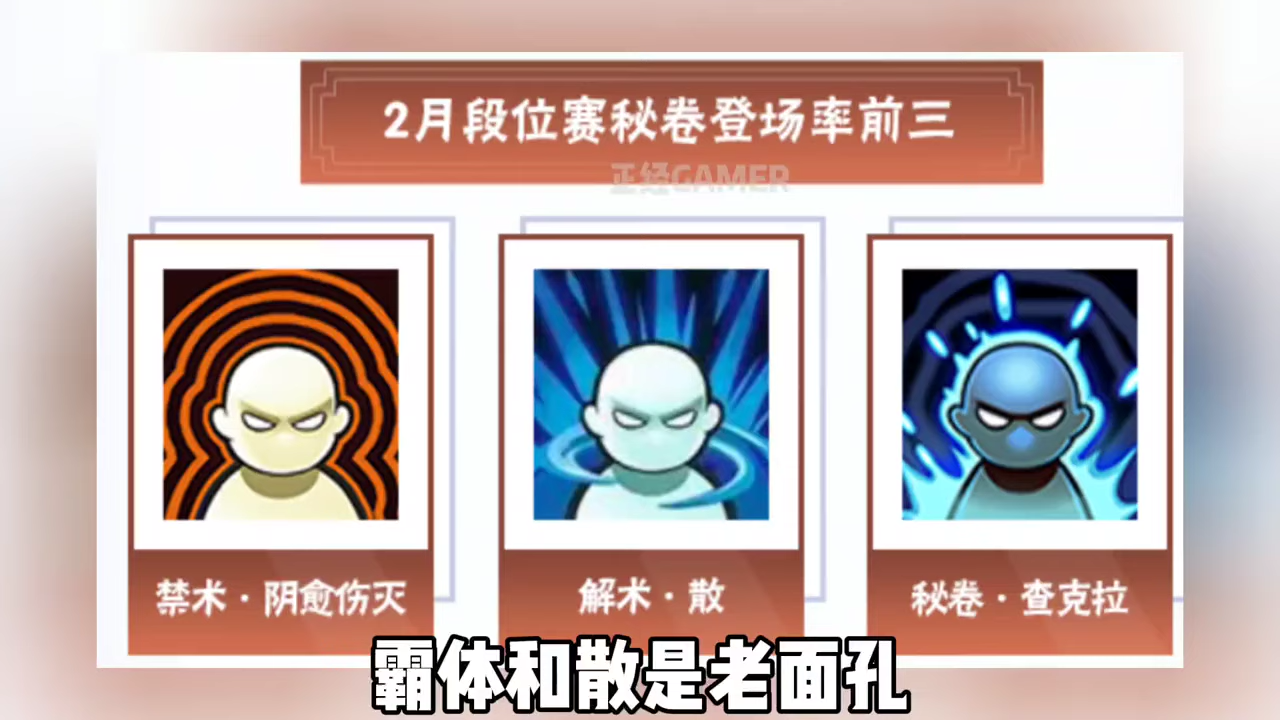 2月段位赛秘卷登场率前三
正经GAMER
禁术·阴愈伤灭
解术·散
秘卷·查克拉
霸体和散是老面孔